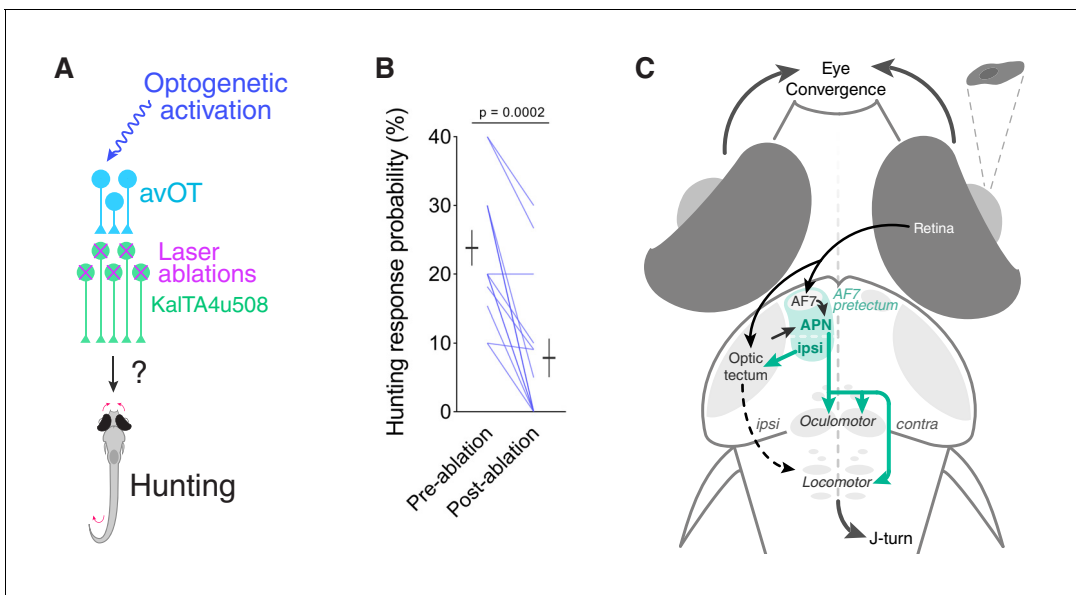 A
Optogenetic
activation
avOT
Laser
ablations
KalTA4u508
?
Hunting
B
p = 0.0002
Hunting response probability (%)
40
30
20
10
0
Pre-ablation
Post-ablation
C
Eye
Convergence
Retina
AF7
AF7
pretectum
APN
ipsi
Optic
tectum
ipsi
Oculomotor
contra
Locomotor
J-turn